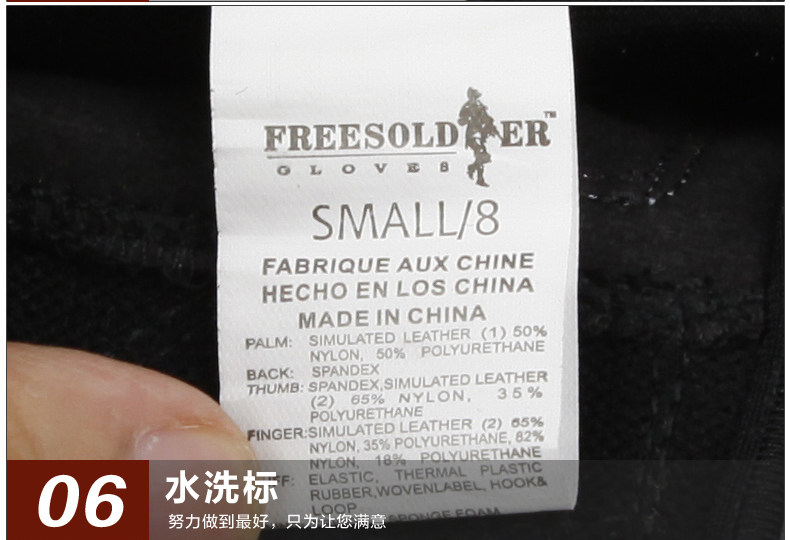 FREESOLDIER™
GLOVES
SMALL/8
FABRIQUE AUX CHINE
HECHO EN LOS CHINA
MADE IN CHINA
PALM: SIMULATED LEATHER (1) 50%
NYLON, 50% POLYURETHANE
BACK: SPANDEX
THUMB: SPANDEX,SIMULATED LEATHER
(2) 65% NYLON, 35%
POLYURETHANE
FINGER:SIMULATED LEATHER (2) 65%
NYLON, 35% POLYURETHANE, 82%
NYLON, 18% POLYURETHANE
ELASTIC, THERMAL PLASTIC
RUBBER,WOVENLABEL, HOOK&
LOOP
SPONGE FOAM
06 水洗标
努力做到最好，只为让您满意